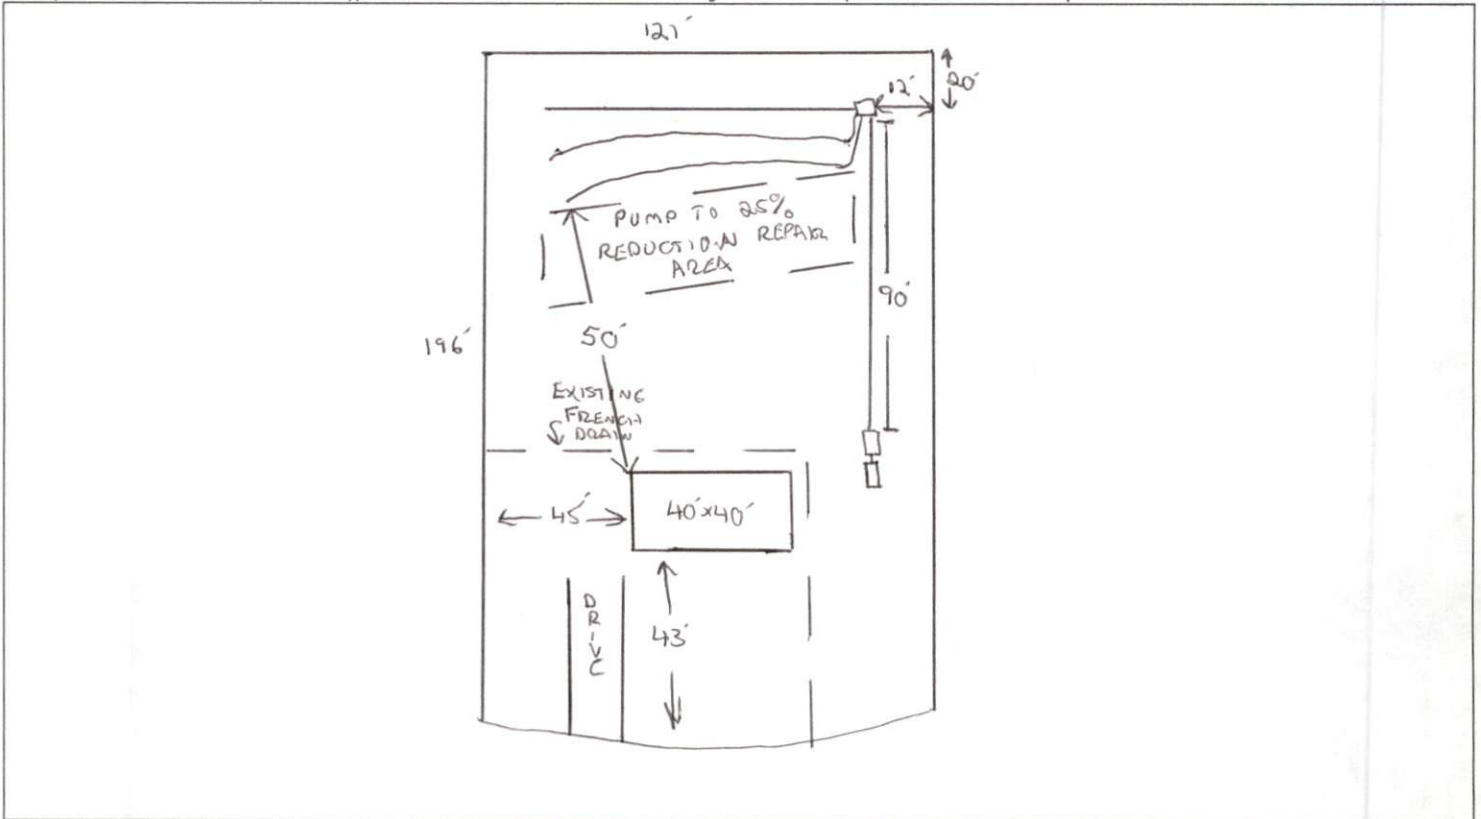 121'
20'
12'
PUMP TO 25%
REDUCTION REPAIR
AREA
90'
196'
50'
EXISTING
FRENCH
DRAIN
45'
40'x40'
DRIVE
43'